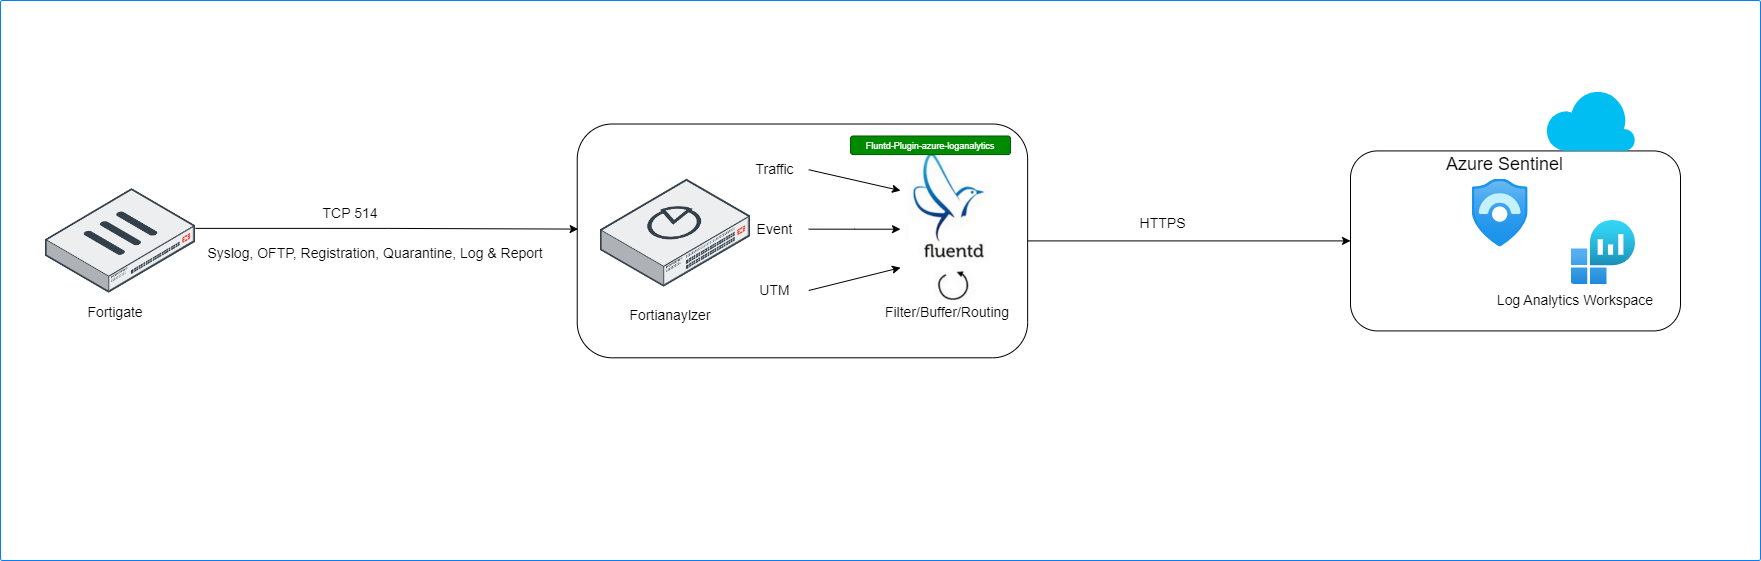 Fluntd-Plugin-azure-loganalytics
Azure Sentinel
Traffic
TCP 514
HTTPS
Event
Syslog, OFTP, Registration, Quarantine, Log & Report
fluentd
UTM
Log Analytics Workspace
Fortigate
Fortianaylzer
Filter/Buffer/Routing